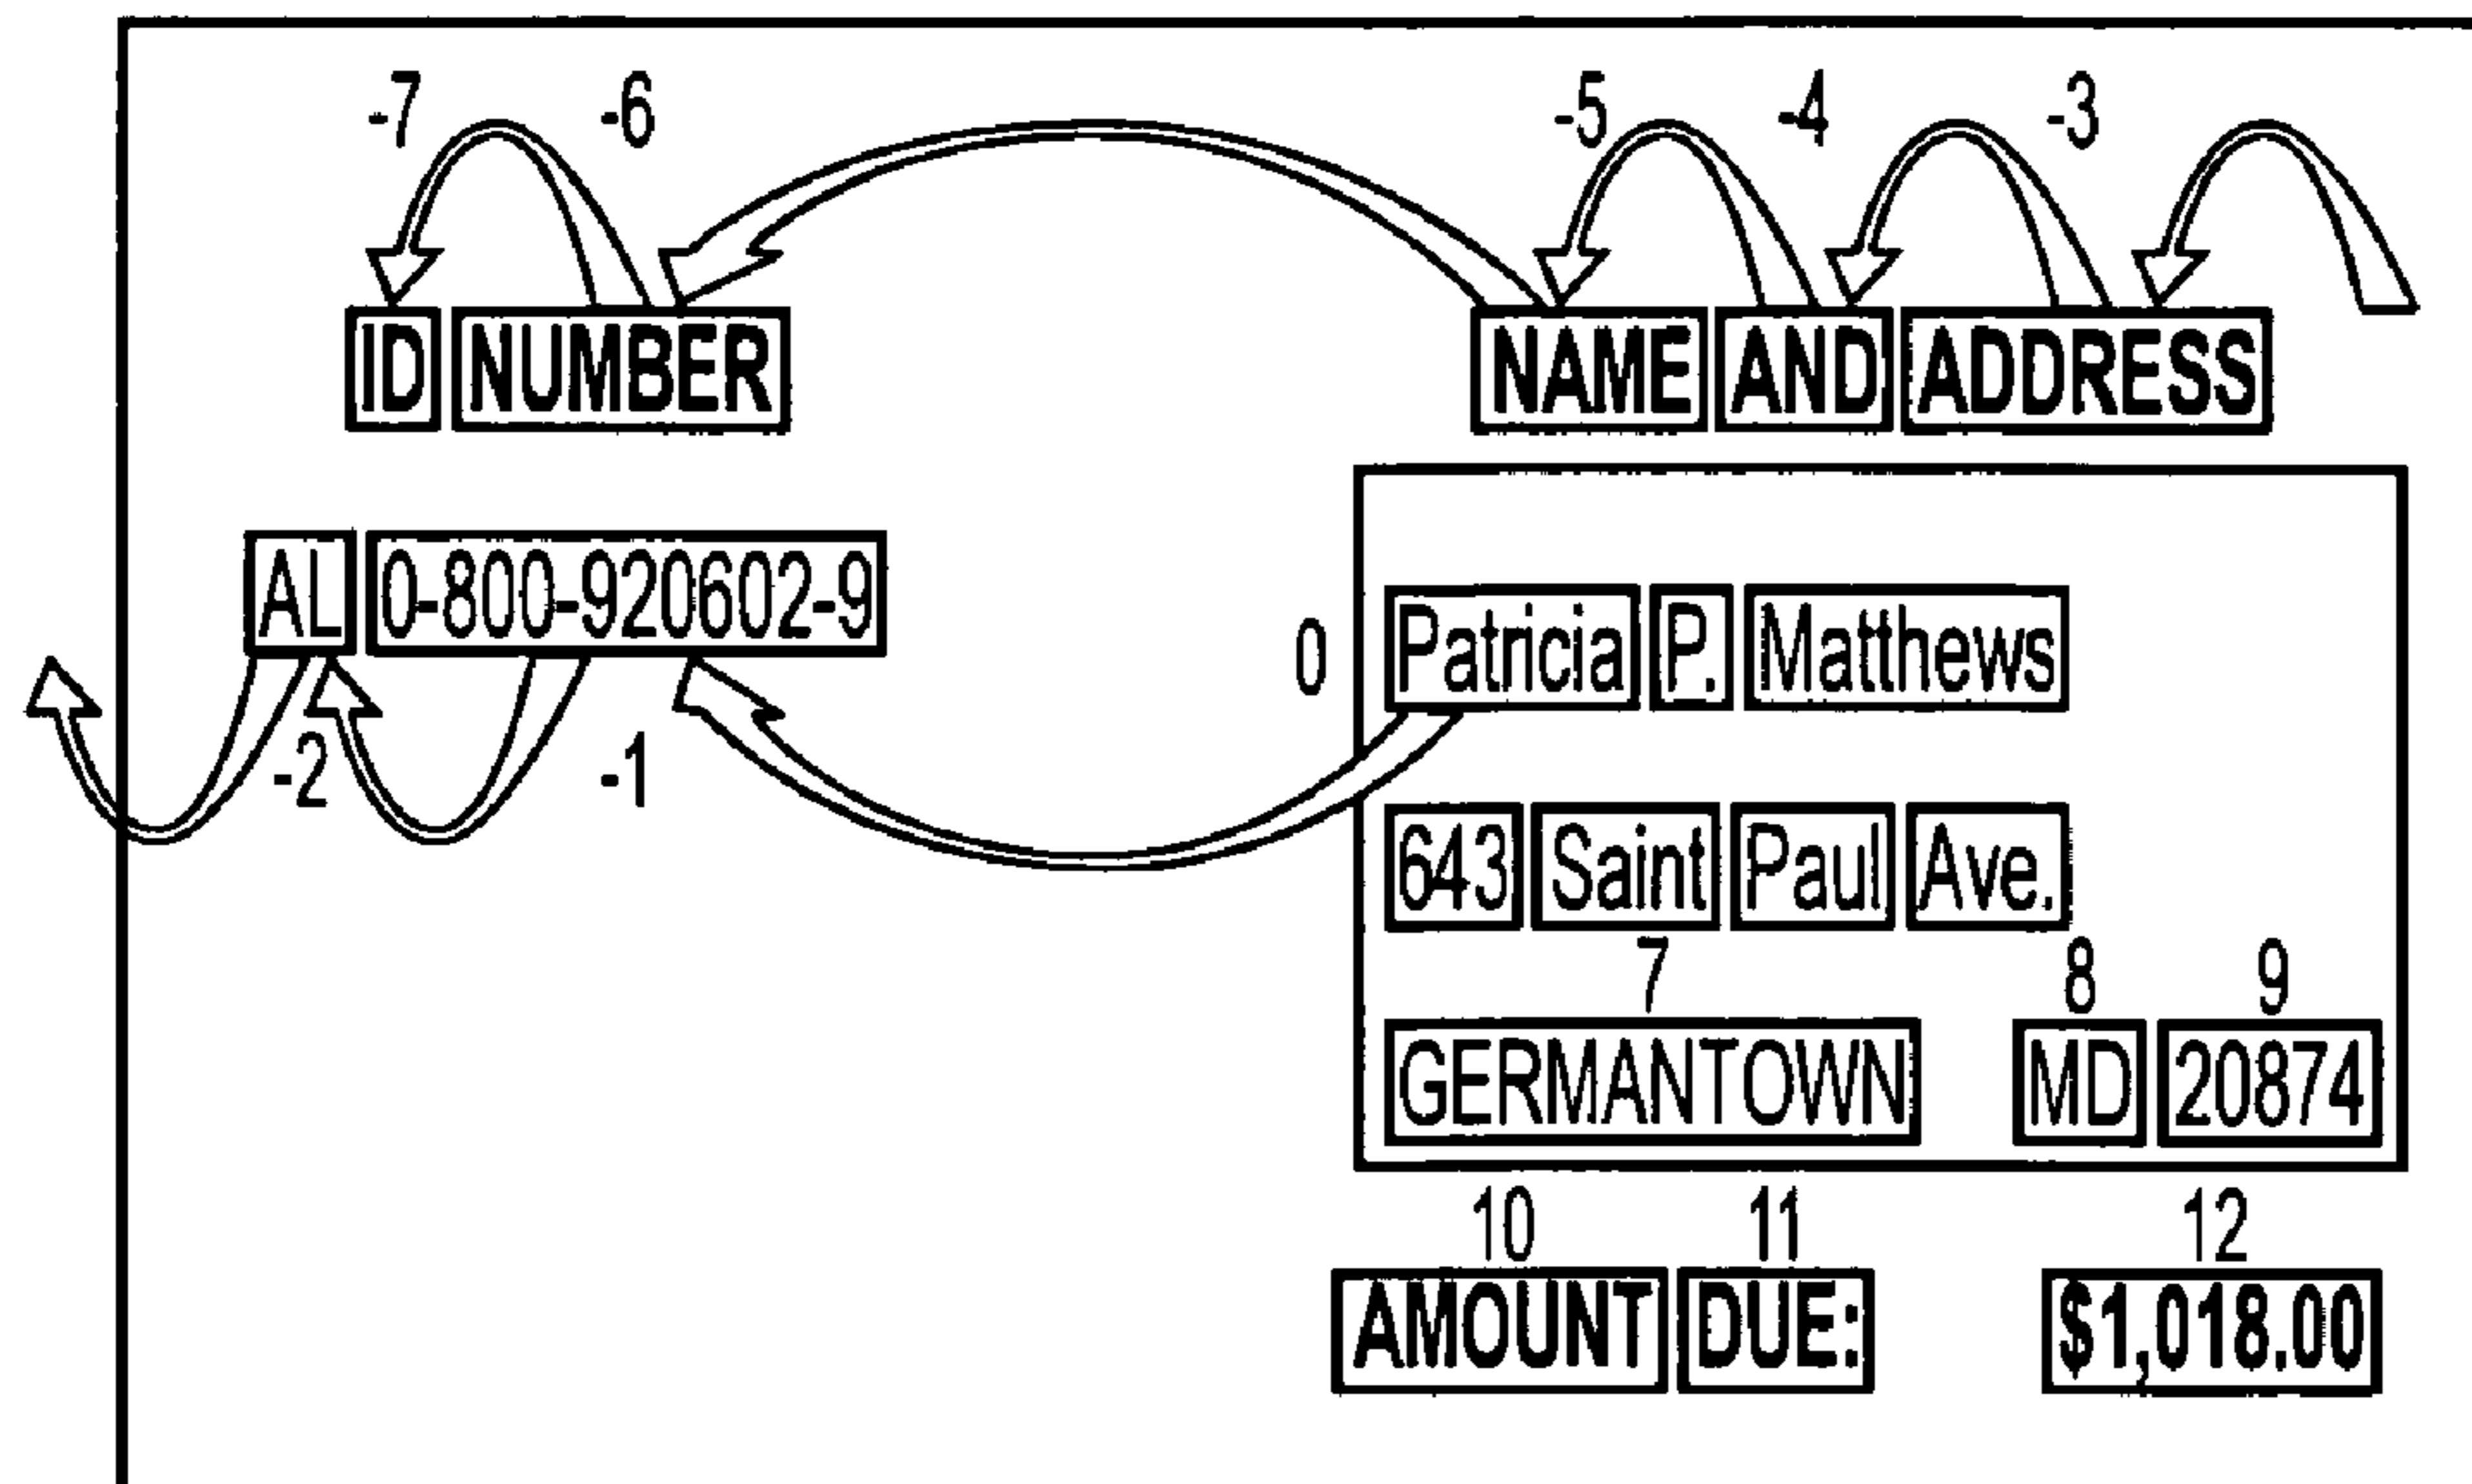 -7 -6 -5 -4 -3
ID NUMBER NAME AND ADDRESS
AL 0-800-920602-9
0 Patricia P. Matthews
-2 -1
643 Saint Paul Ave.
7 8 9
GERMANTOWN MD 20874
10 11 12
AMOUNT DUE: $1,018.00